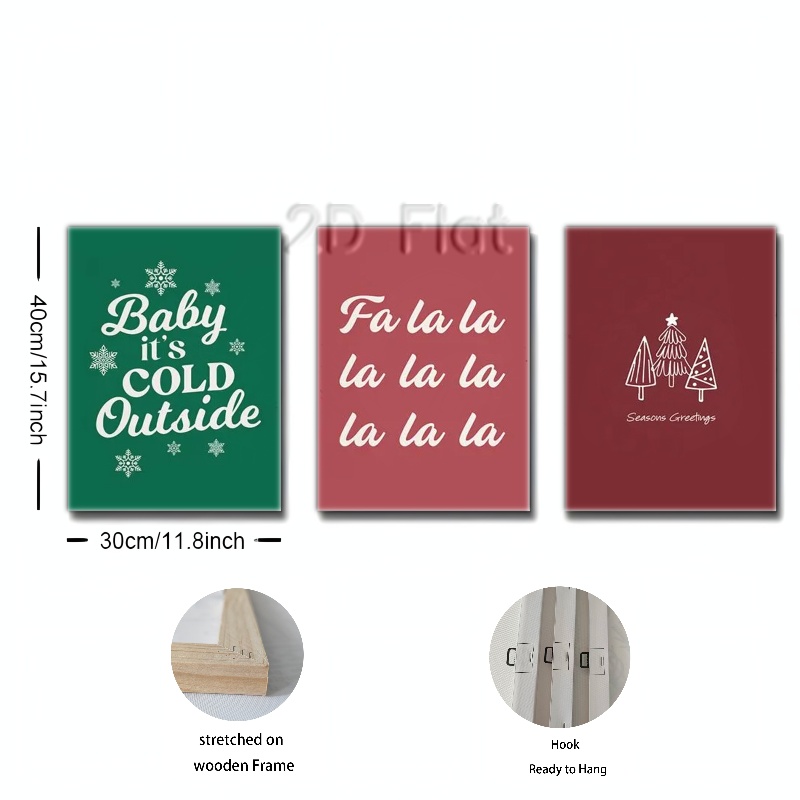 2D Flat
Baby
it's
COLD
Outside
Fa la la
la la la
la la la
Seasons Greetings
40cm/15.7inch
30cm/11.8inch
stretched on
wooden Frame
Hook
Ready to Hang